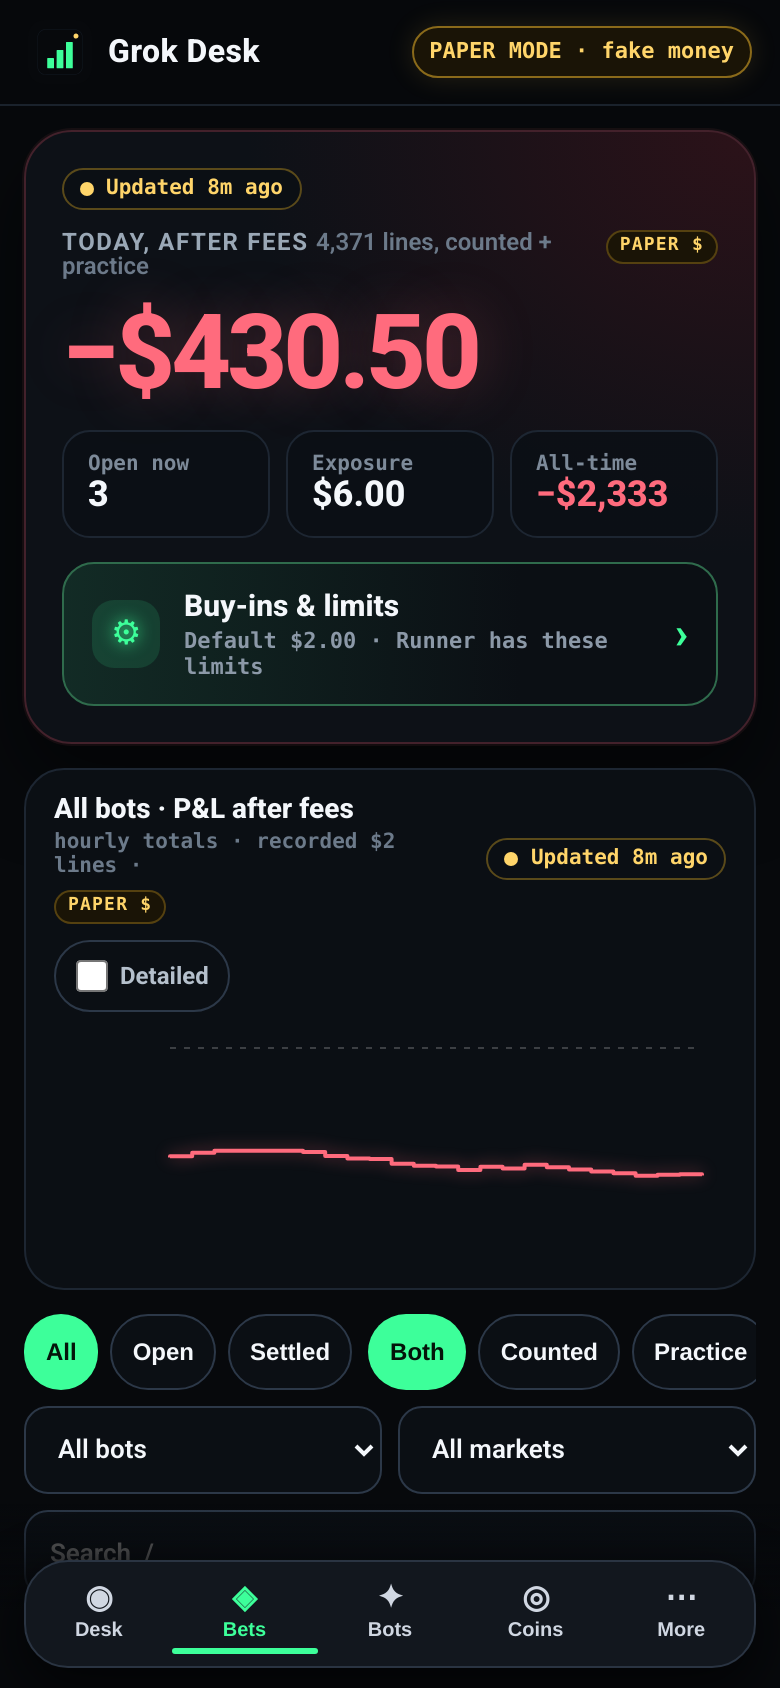 Grok Desk
PAPER MODE · fake money
Updated 8m ago
TODAY, AFTER FEES 4,371 lines, counted +
practice
PAPER $
−$430.50
Open now
3
Exposure
$6.00
All-time
−$2,333
Buy-ins & limits
Default $2.00 · Runner has these
limits
All bots · P&L after fees
hourly totals · recorded $2
lines ·
PAPER $
Updated 8m ago
Detailed
All
Open
Settled
Both
Counted
Practice
All bots
All markets
Search /
Desk
Bets
Bots
Coins
More